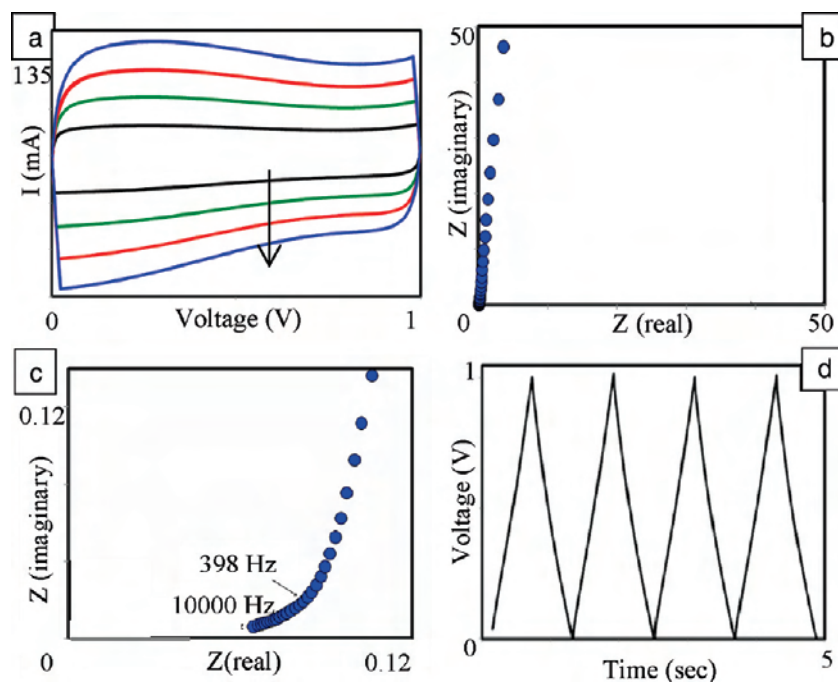 a
135
I (mA)
0
Voltage (V)
1
b
50
Z (imaginary)
0
Z (real)
50
c
0.12
Z (imaginary)
398 Hz
10000 Hz
0
Z(real)
0.12
d
1
Voltage (V)
0
Time (sec)
5